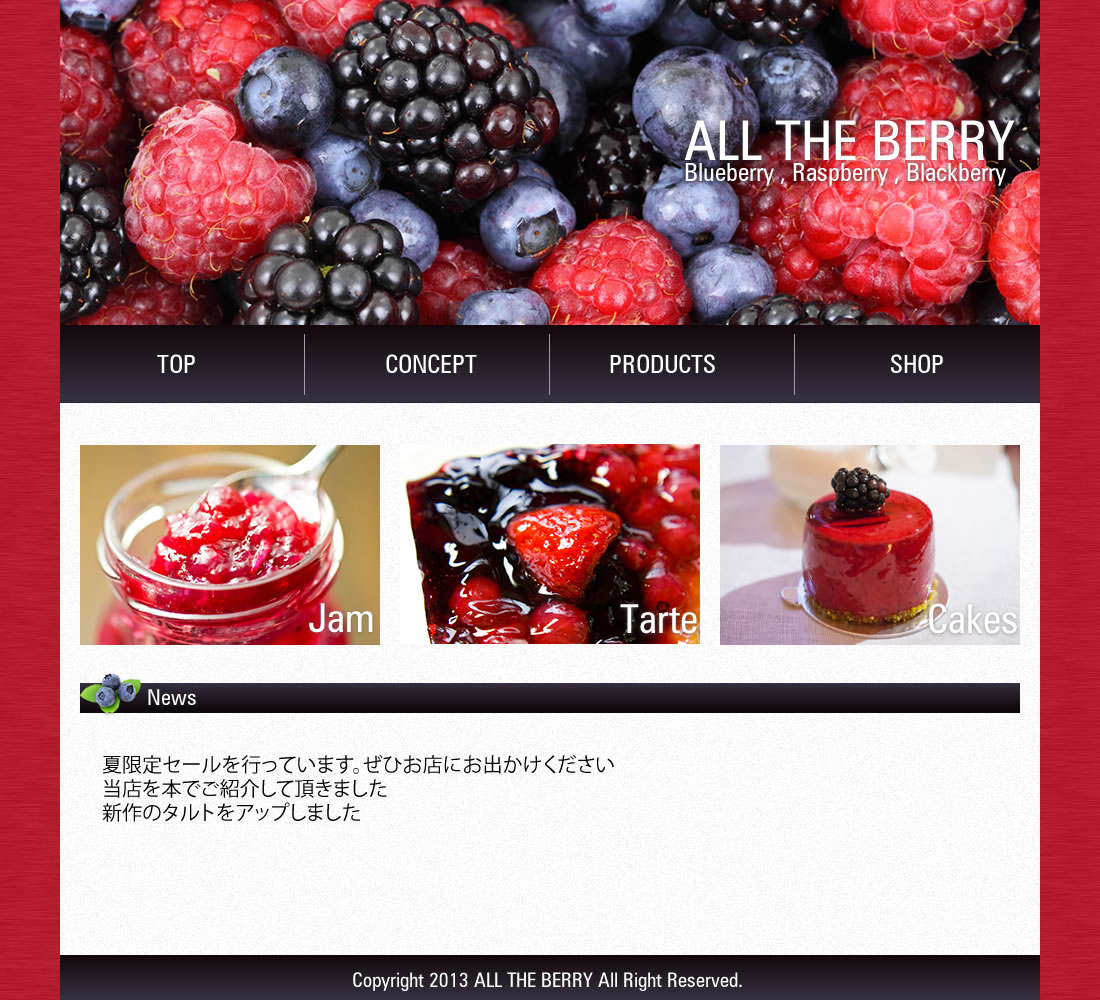 ALL THE BERRY
Blueberry , Raspberry , Blackberry
TOP
CONCEPT
PRODUCTS
SHOP
Jam
Tarte
Cakes
News
夏限定セールを行っています。ぜひお店にお出かけください
当店を本でご紹介して頂きました
新作のタルトをアップしました
Copyright 2013 ALL THE BERRY All Right Reserved.